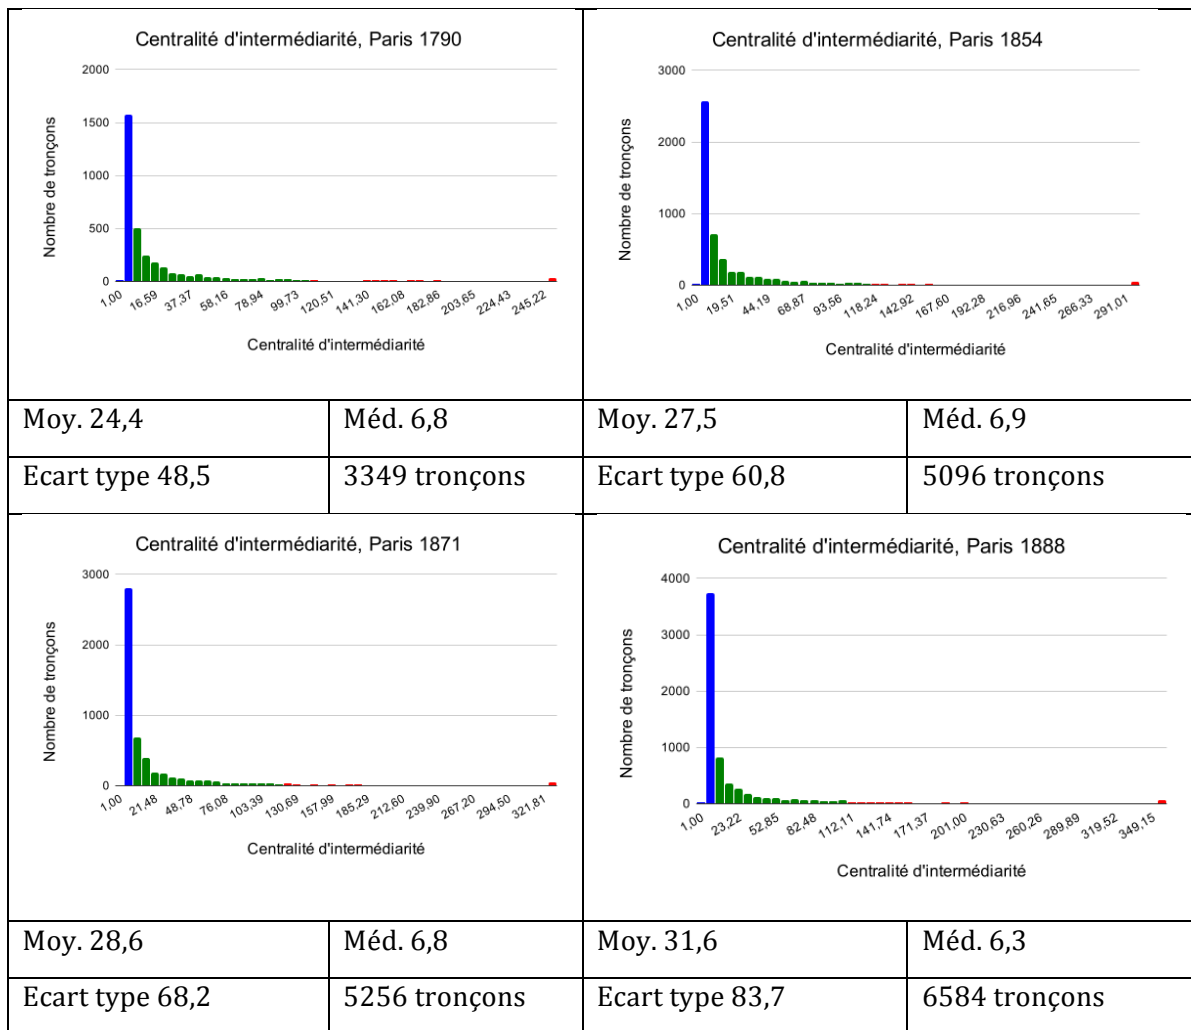 Centralité d'intermédiarité, Paris 1790
Nombre de tronçons
2000
1500
1000
500
0
1,00 16,59 37,37 58,16 78,94 99,73 120,51 141,30 162,08 182,86 203,65 224,43 245,22
Centralité d'intermédiarité
Centralité d'intermédiarité, Paris 1854
Nombre de tronçons
3000
2000
1000
0
1,00 19,51 44,19 68,87 93,56 118,24 142,92 167,60 192,28 216,96 241,65 266,33 291,01
Centralité d'intermédiarité
Moy. 24,4 Méd. 6,8 Moy. 27,5 Méd. 6,9
Ecart type 48,5 3349 tronçons Ecart type 60,8 5096 tronçons
Centralité d'intermédiarité, Paris 1871
Nombre de tronçons
3000
2000
1000
0
1,00 21,48 48,78 76,08 103,39 130,69 157,99 185,29 212,60 239,90 267,20 294,50 321,81
Centralité d'intermédiarité
Centralité d'intermédiarité, Paris 1888
Nombre de tronçons
4000
3000
2000
1000
0
1,00 23,22 52,85 82,48 112,11 141,74 171,37 201,00 230,63 260,26 289,89 319,52 349,15
Centralité d'intermédiarité
Moy. 28,6 Méd. 6,8 Moy. 31,6 Méd. 6,3
Ecart type 68,2 5256 tronçons Ecart type 83,7 6584 tronçons